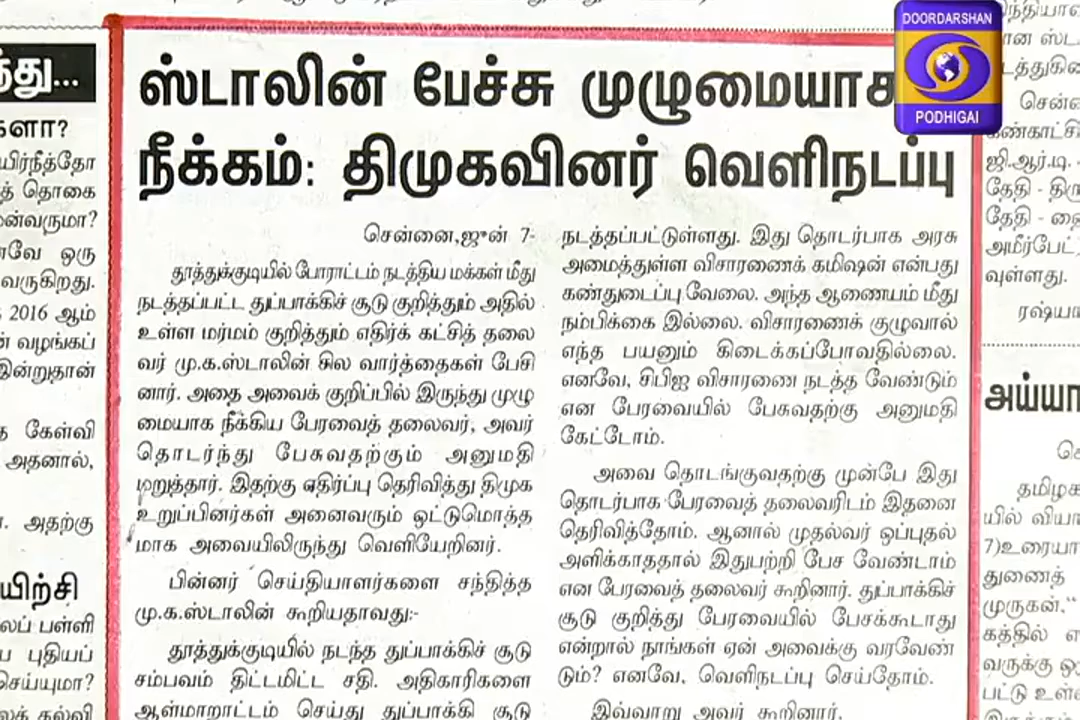 DOORDARSHAN
PODHIGAI
ஸ்டாலின் பேச்சு முழுமையாக
நீக்கம்: திமுகவினர் வெளிநடப்பு
சென்னை,ஜுன் 7-
தூத்துக்குடியில் போராட்டம் நடத்திய மக்கள் மீது
நடத்தப்பட்ட துப்பாக்கிச் சூடு குறித்தும் அதில்
உள்ள மர்மம் குறித்தும் எதிர்க் கட்சித் தலை
வர் மு.க.ஸ்டாலின் சில வார்த்தைகள் பேசி
னார். அதை அவைக் குறிப்பில் இருந்து முழு
மையாக நீக்கிய பேரவைத் தலைவர், அவர்
தொடர்ந்து பேசுவதற்கும் அனுமதி
மறுத்தார். இதற்கு எதிர்ப்பு தெரிவித்து திமுக
உறுப்பினர்கள் அனைவரும் ஒட்டுமொத்த
மாக அவையிலிருந்து வெளியேறினர்.
பின்னர் செய்தியாளர்களை சந்தித்த
மு.க.ஸ்டாலின் கூறியதாவது:-
தூத்துக்குடியில் நடந்த துப்பாக்கிச் சூடு
சம்பவம் திட்டமிட்ட சதி. அதிகாரிகளை
ஆள்மாறாட்டம் செய்து துப்பாக்கி சூடு
நடத்தப்பட்டுள்ளது. இது தொடர்பாக அரசு
அமைத்துள்ள விசாரணைக் கமிஷன் என்பது
கண்துடைப்பு வேலை. அந்த ஆணையம் மீது
நம்பிக்கை இல்லை. விசாரணைக் குழுவால்
எந்த பயனும் கிடைக்கப்போவதில்லை.
எனவே, சிபிஐ விசாரணை நடத்த வேண்டும்
என பேரவையில் பேசுவதற்கு அனுமதி
கேட்டோம்.
அவை தொடங்குவதற்கு முன்பே இது
தொடர்பாக பேரவைத் தலைவரிடம் இதனை
தெரிவித்தோம். ஆனால் முதல்வர் ஒப்புதல்
அளிக்காததால் இதுபற்றி பேச வேண்டாம்
என பேரவைத் தலைவர் கூறினார். துப்பாக்கிச்
சூடு குறித்து பேரவையில் பேசக்கூடாது
என்றால் நாங்கள் ஏன் அவைக்கு வரவேண்
டும்? எனவே, வெளிநடப்பு செய்தோம்.
இவ்வாறு அவர் கூறினார்.